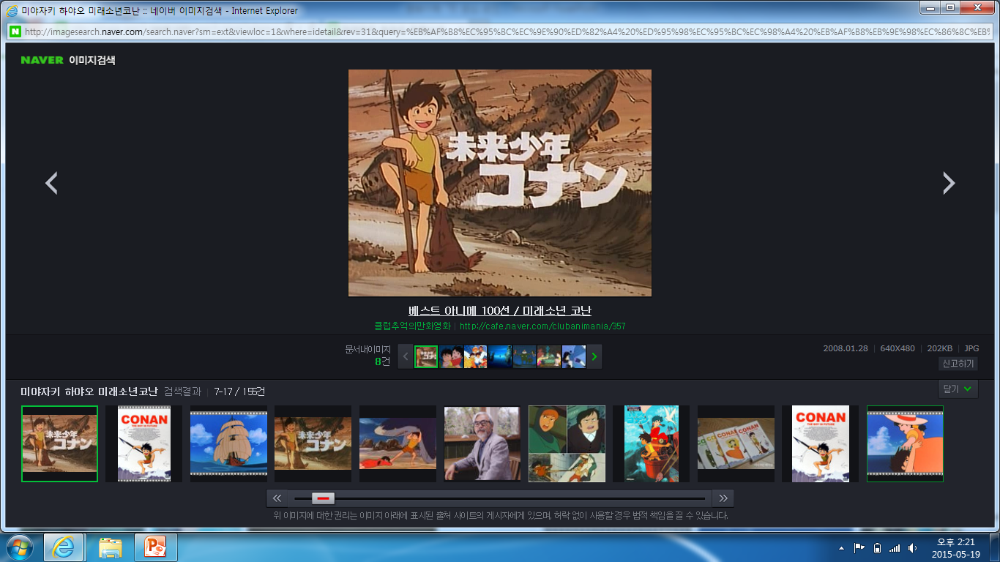 미야자키 하야오 미래소년코난 :: 네이버 이미지검색 - Internet Explorer
http://imagesearch.naver.com/search.naver?sm=ext&viewloc=1&where=idetail&rev=31&query=%EB%AF%B8%EC%95%BC%EC%9E%90%ED%82%A4%20%ED%95%98%EC%95%BC%EC%98%A4%20%EB%AF%B8%EB%9E%98%EC%86%8C%EB%
NAVER 이미지검색
未来少年
コナン
베스트 아니메 100선 / 미래소년 코난
클럽추억의만화영화 | http://cafe.naver.com/clubanimania/357
문서내이미지
8건
2008.01.28 | 640X480 | 202KB | JPG
신고하기
미야자키 하야오 미래소년코난 검색결과 | 7-17 / 155건
닫기
未来少年
コナン
CONAN
THE BOY IN FUTURE
未来少年
コナン
CONAN
THE BOY IN FUTURE
위 이미지에 대한 권리는 이미지 아래에 표시된 출처 사이트의 게시자에게 있으며, 허락 없이 사용할 경우 법적 책임을 질 수 있습니다.
오후 2:21
2015-05-19